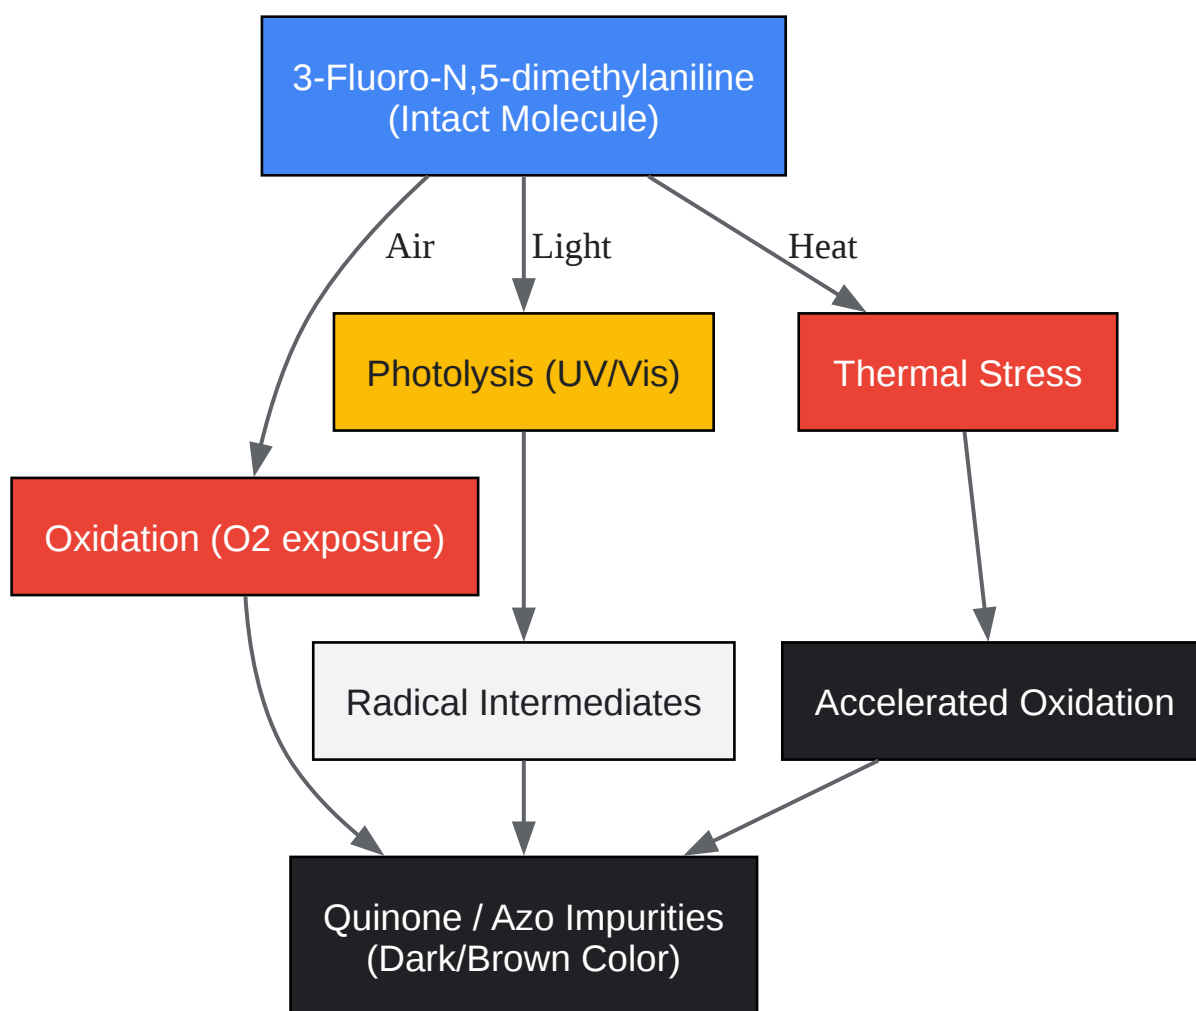 3-Fluoro-N,5-dimethylaniline
(Intact Molecule)
Air
Light
Heat
Photolysis (UV/Vis)
Thermal Stress
Oxidation (O2 exposure)
Radical Intermediates
Accelerated Oxidation
Quinone / Azo Impurities
(Dark/Brown Color)